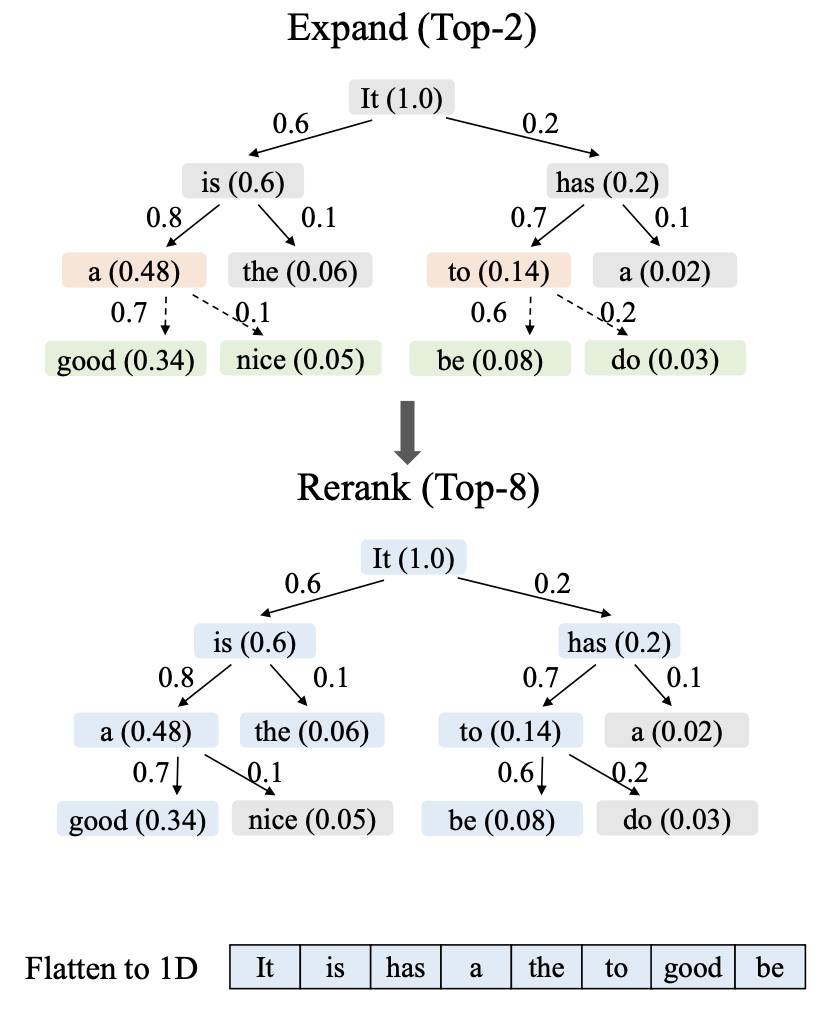 Expand (Top-2)
It (1.0)
0.6 0.2
is (0.6) has (0.2)
0.8 0.1 0.7 0.1
a (0.48) the (0.06) to (0.14) a (0.02)
0.7 0.1 0.6 0.2
good (0.34) nice (0.05) be (0.08) do (0.03)
Rerank (Top-8)
It (1.0)
0.6 0.2
is (0.6) has (0.2)
0.8 0.1 0.7 0.1
a (0.48) the (0.06) to (0.14) a (0.02)
0.7 0.1 0.6 0.2
good (0.34) nice (0.05) be (0.08) do (0.03)
Flatten to 1D It is has a the to good be